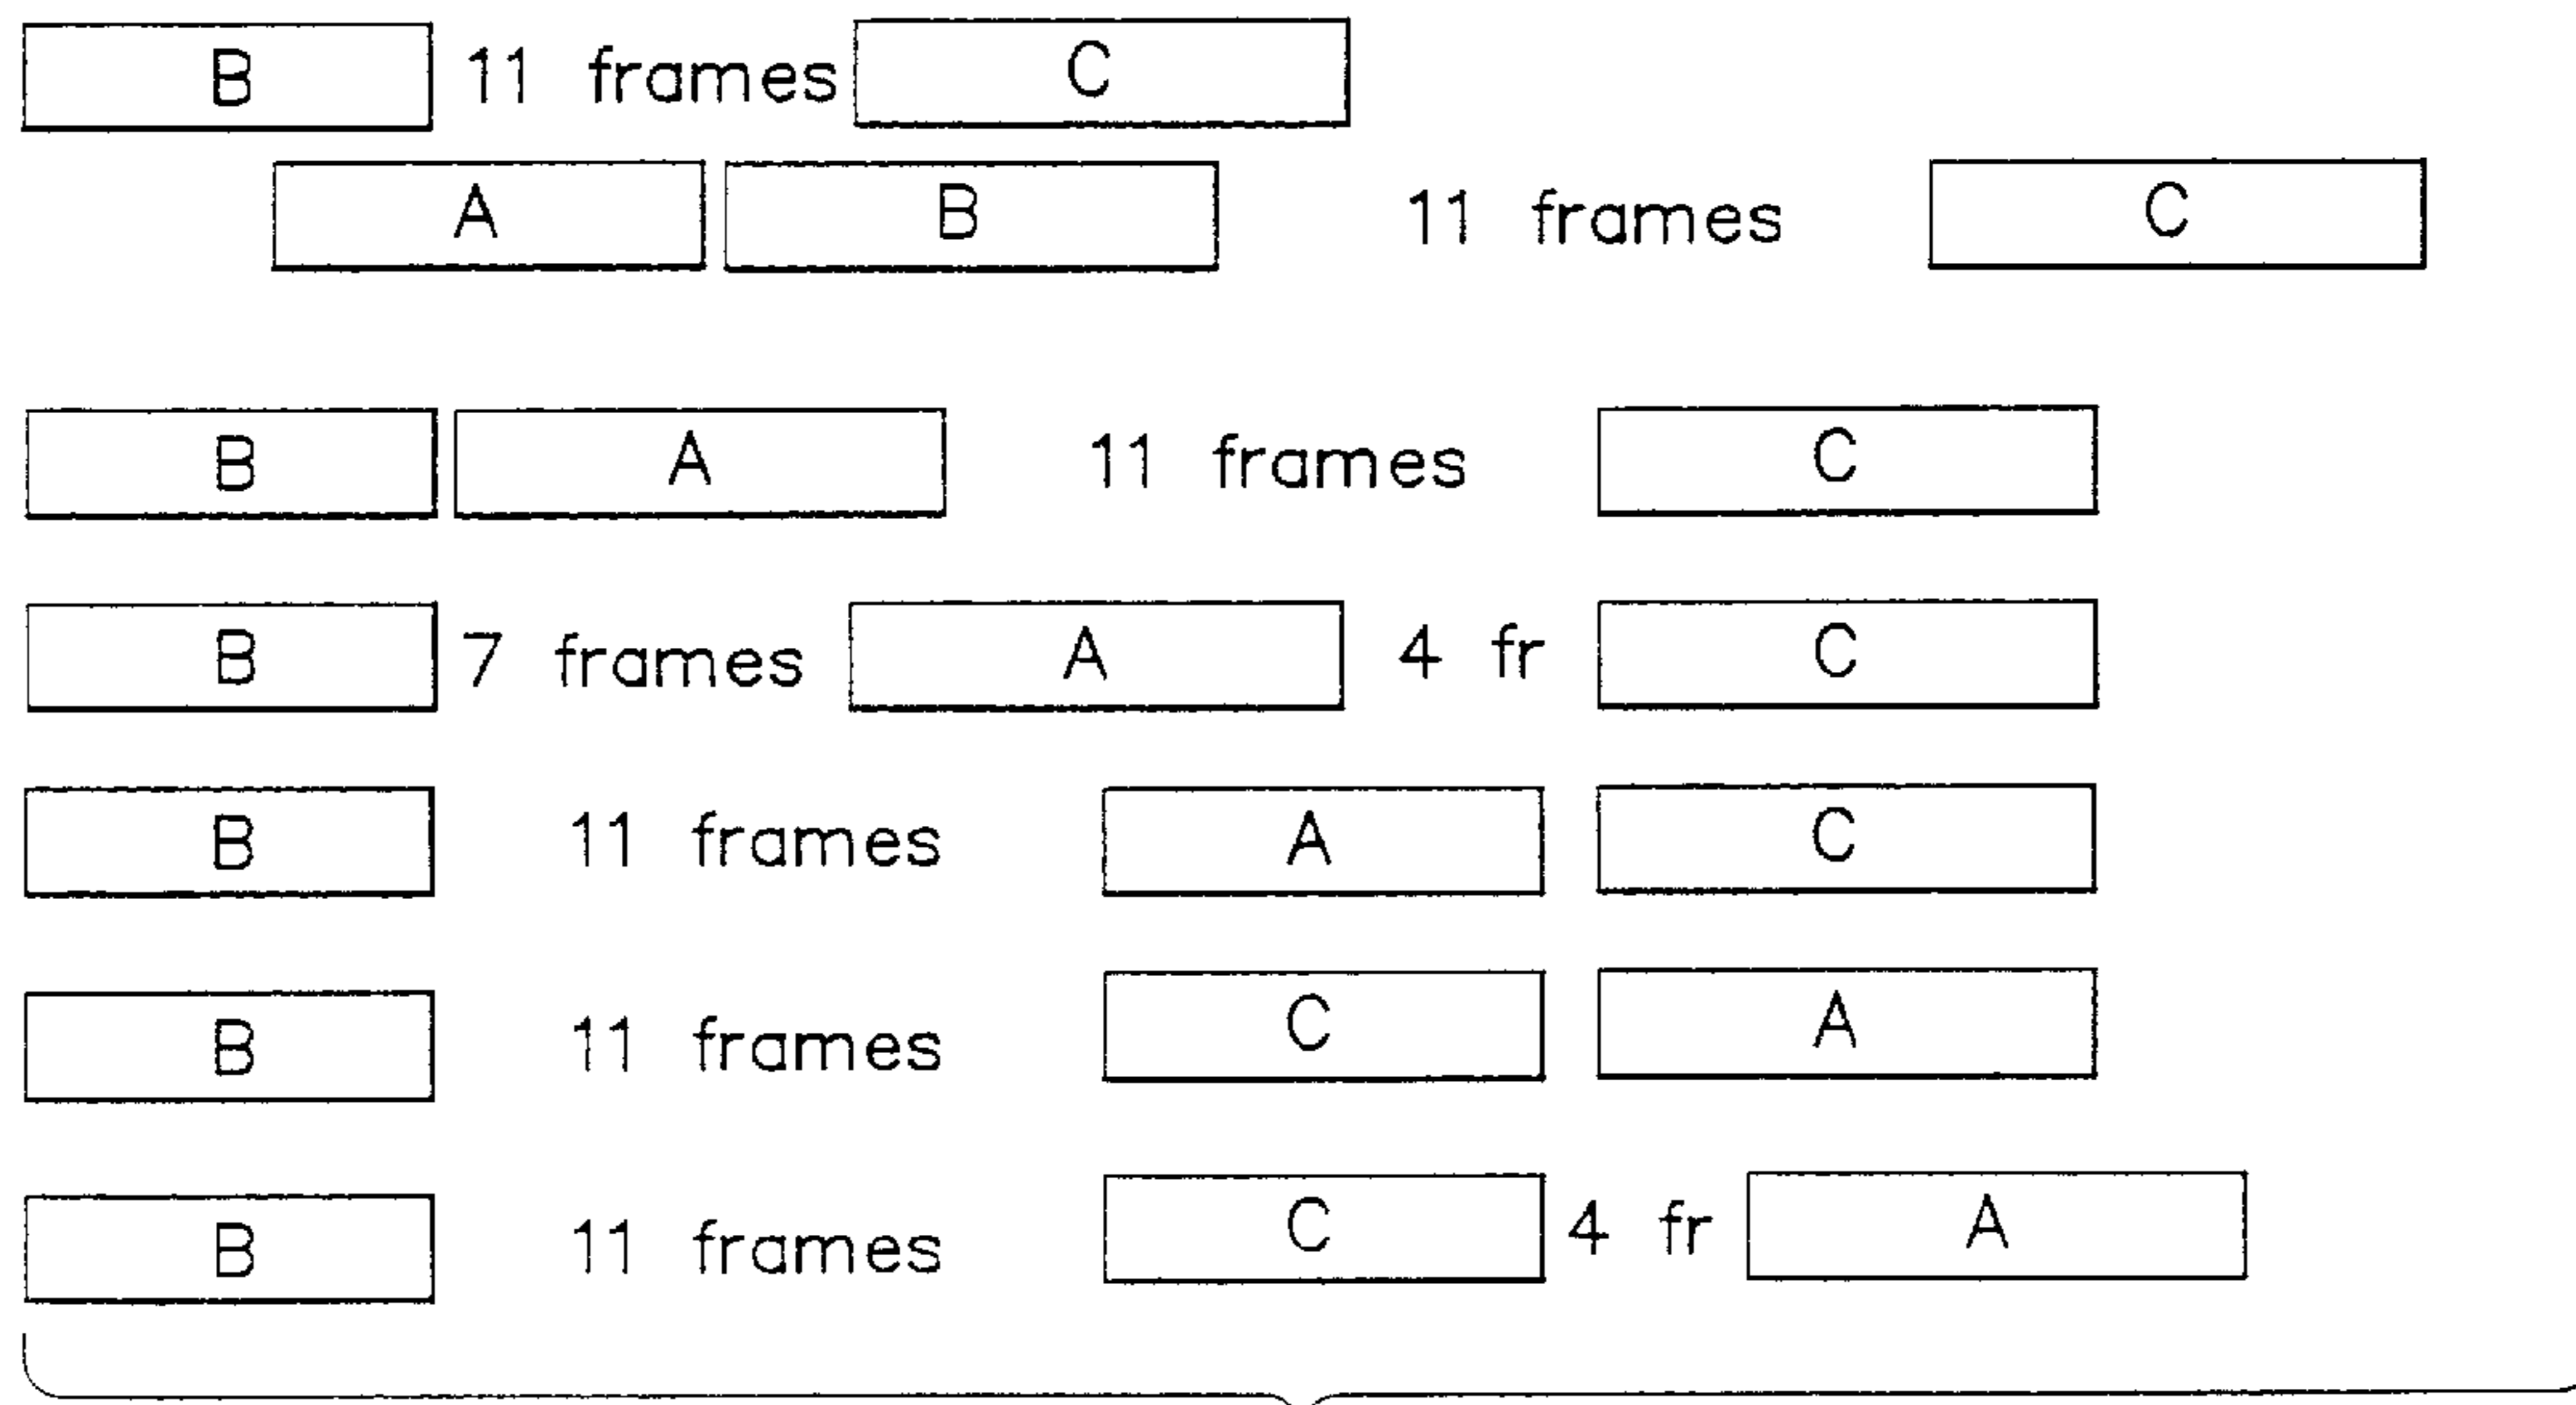 B 11 frames C
A B 11 frames C
B A 11 frames C
B 7 frames A 4 fr C
B 11 frames A C
B 11 frames C A
B 11 frames C 4 fr A